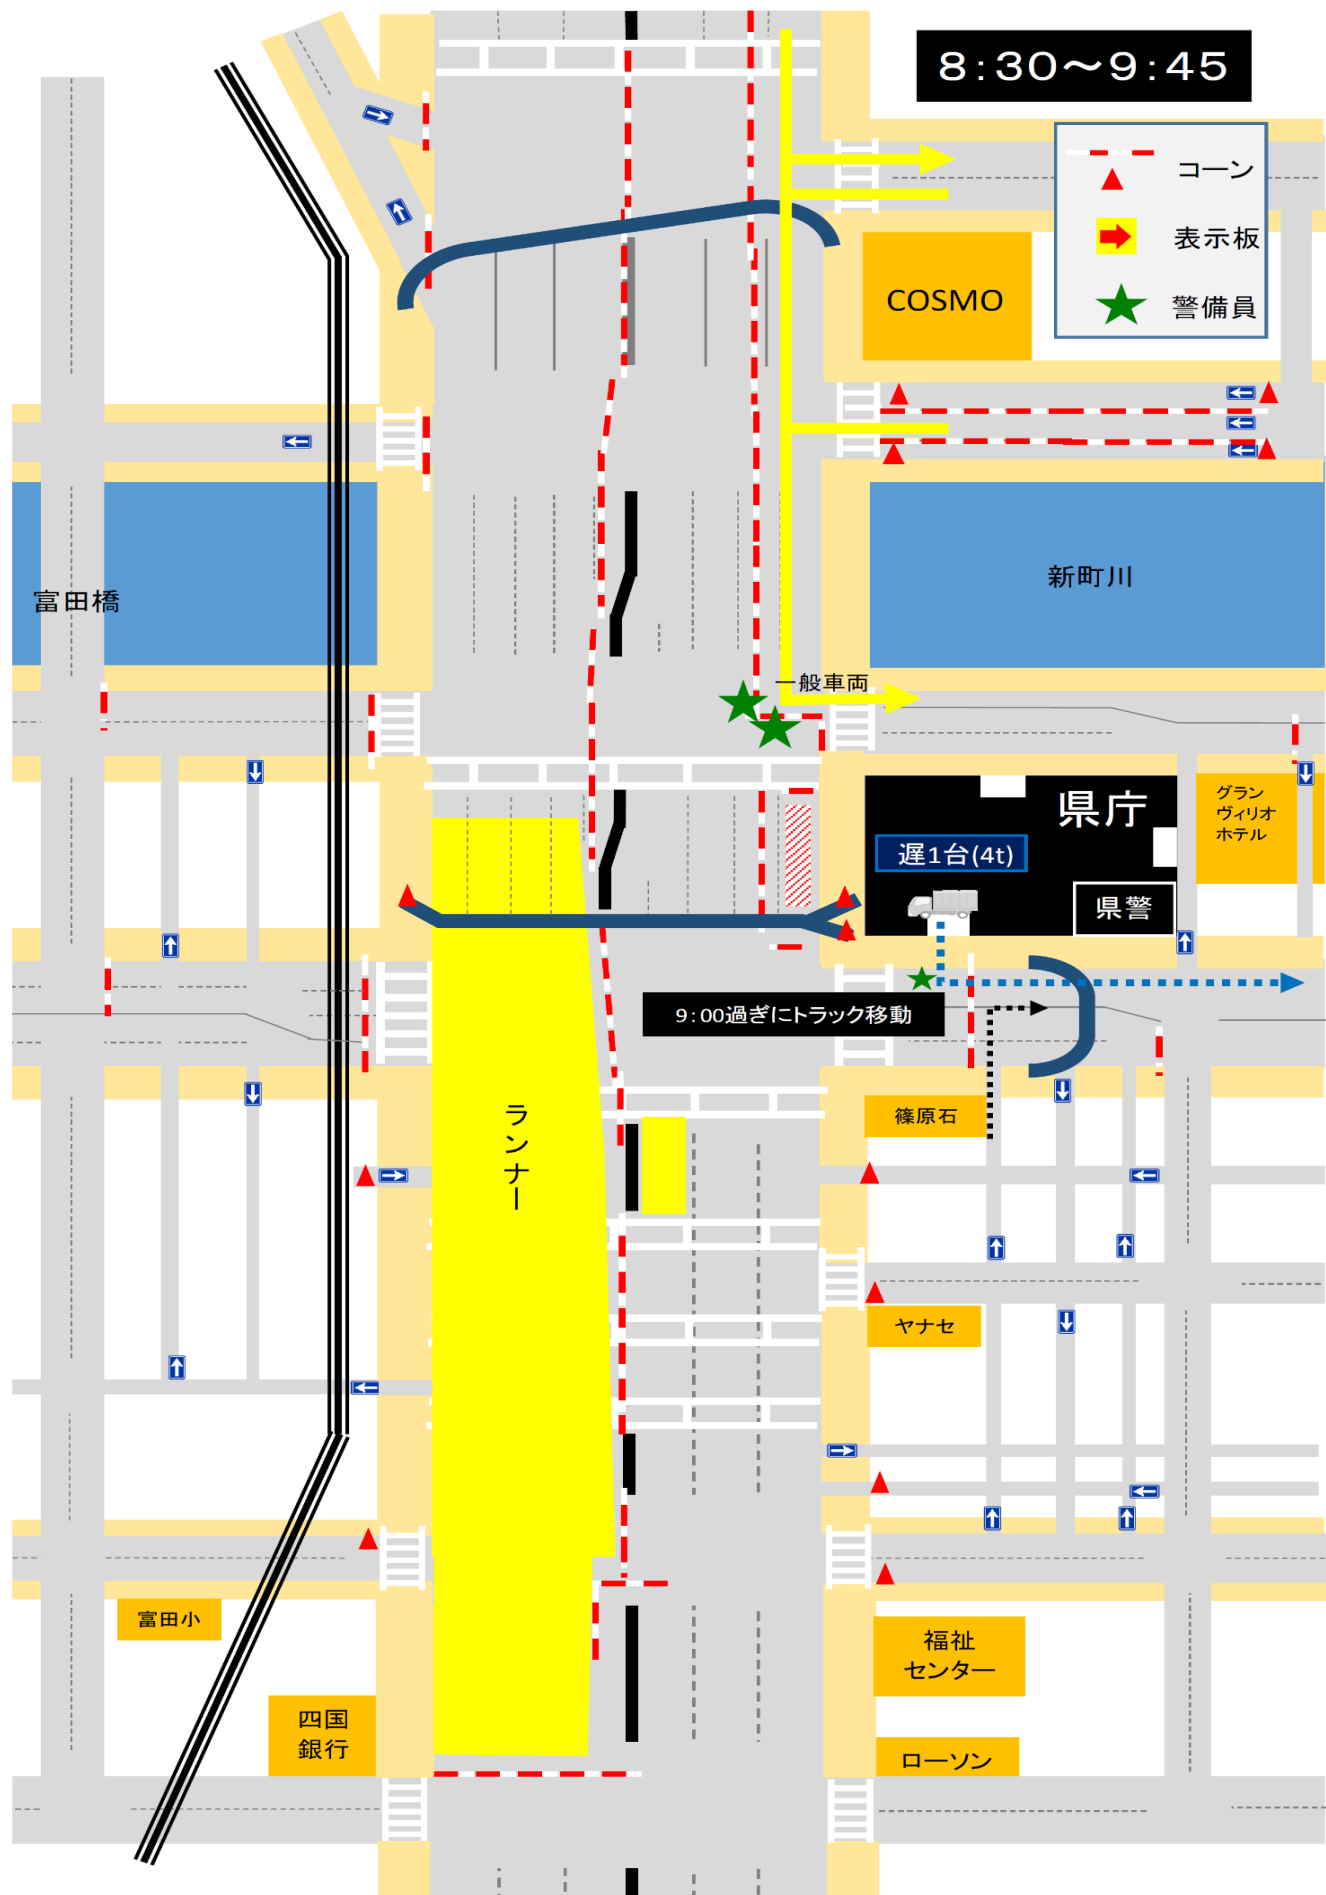 8:30～9:45
コーン
表示板
警備員
COSMO
富田橋
新町川
一般車両
県庁
グラン
ヴィリオ
ホテル
遅1台(4t)
県警
9:00過ぎにトラック移動
ランナー
篠原石
ヤナセ
富田小
福祉
センター
四国
銀行
ローソン